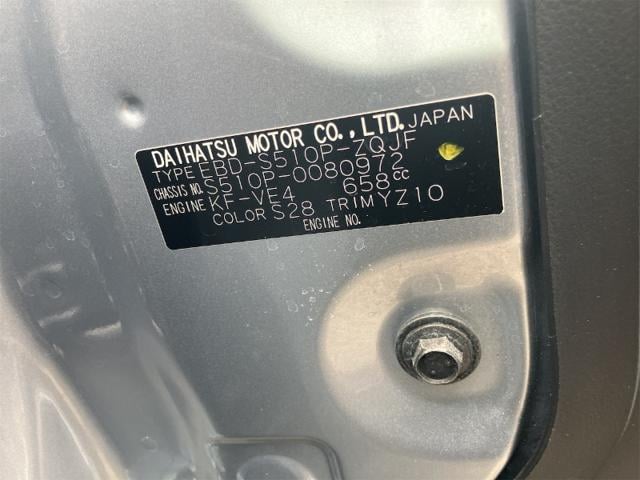 DAIHATSU MOTOR CO.,LTD. JAPAN
TYPE EBD-S510P-ZQJF
CHASSIS NO. S510P-0080972
ENGINE KF-VE4 658cc
COLOR S28 TRIM YZ10
ENGINE NO.